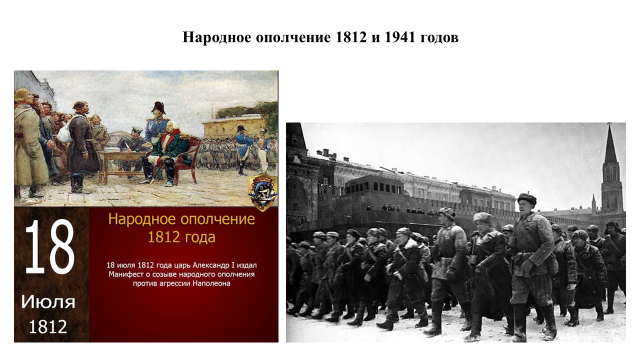 Народное ополчение 1812 и 1941 годов
18
Июля
1812
Народное ополчение
1812 года
18 июля 1812 года царь Александр I издал
Манифест о созыве народного ополчения
против агрессии Наполеона